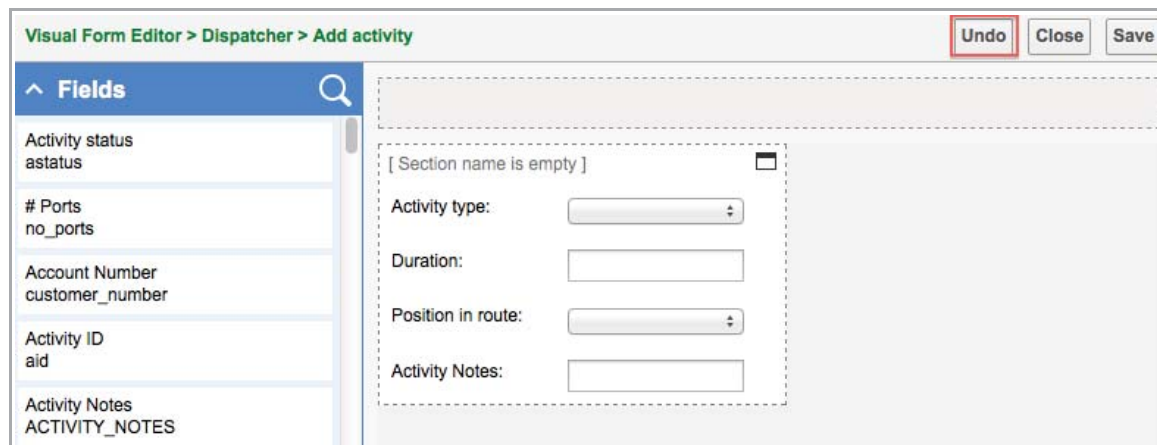 Visual Form Editor > Dispatcher > Add activity
Undo
Close
Save
Fields
Activity status
astatus
# Ports
no_ports
Account Number
customer_number
Activity ID
aid
Activity Notes
ACTIVITY_NOTES
[ Section name is empty ]
Activity type:
Duration:
Position in route:
Activity Notes: